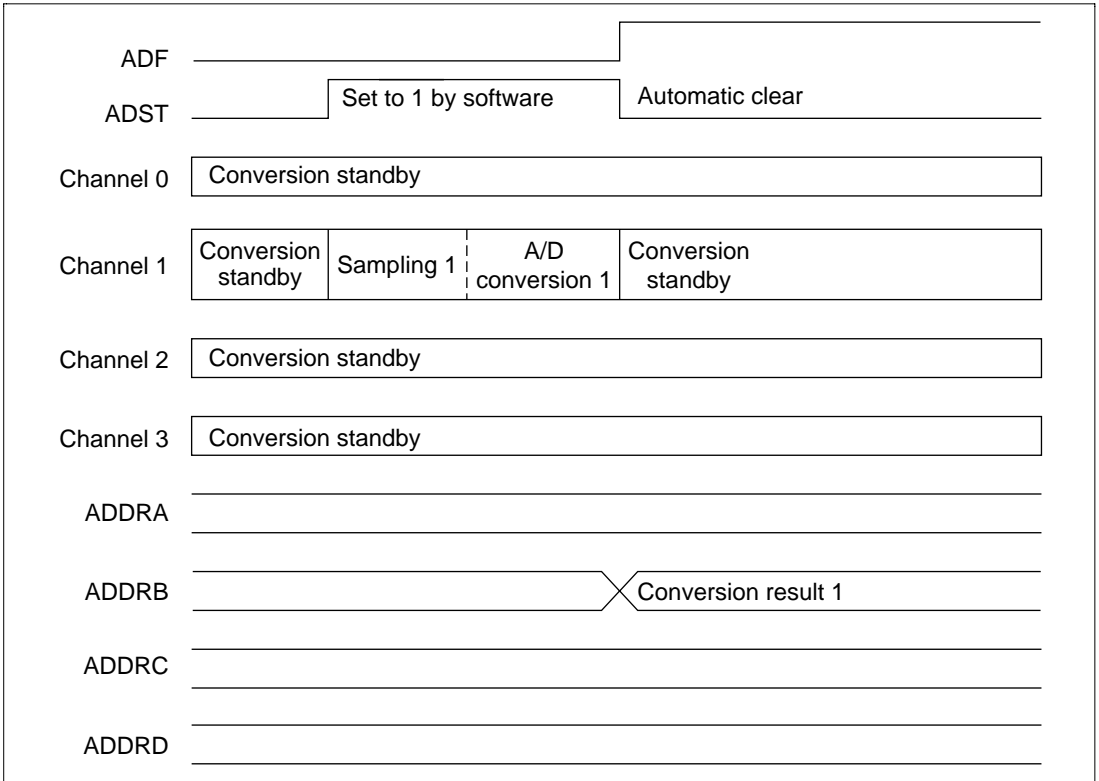 ADF
ADST Set to 1 by software Automatic clear
Channel 0 Conversion standby
Channel 1 Conversion standby Sampling 1 A/D conversion 1 Conversion standby
Channel 2 Conversion standby
Channel 3 Conversion standby
ADDRA
ADDRB Conversion result 1
ADDRC
ADDRD